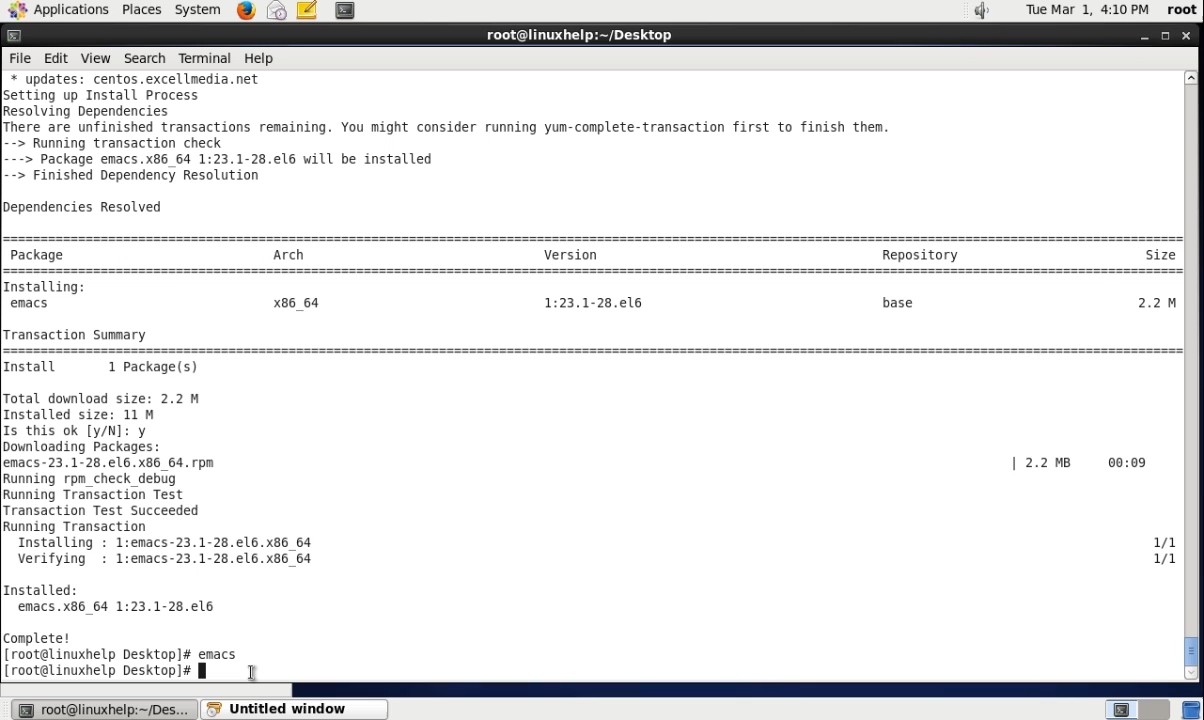 Applications Places System Tue Mar 1, 4:10 PM root
root@linuxhelp:~/Desktop
File Edit View Search Terminal Help
* updates: centos.excellmedia.net
Setting up Install Process
Resolving Dependencies
There are unfinished transactions remaining. You might consider running yum-complete-transaction first to finish them.
--> Running transaction check
---> Package emacs.x86_64 1:23.1-28.el6 will be installed
--> Finished Dependency Resolution
Dependencies Resolved
================================================================================
Package Arch Version Repository Size
================================================================================
Installing:
emacs x86_64 1:23.1-28.el6 base 2.2 M
Transaction Summary
================================================================================
Install 1 Package(s)
Total download size: 2.2 M
Installed size: 11 M
Is this ok [y/N]: y
Downloading Packages:
emacs-23.1-28.el6.x86_64.rpm | 2.2 MB 00:09
Running rpm_check_debug
Running Transaction Test
Transaction Test Succeeded
Running Transaction
Installing : 1:emacs-23.1-28.el6.x86_64 1/1
Verifying : 1:emacs-23.1-28.el6.x86_64 1/1
Installed:
emacs.x86_64 1:23.1-28.el6
Complete!
[root@linuxhelp Desktop]# emacs
[root@linuxhelp Desktop]#
root@linuxhelp:~/Des... Untitled window